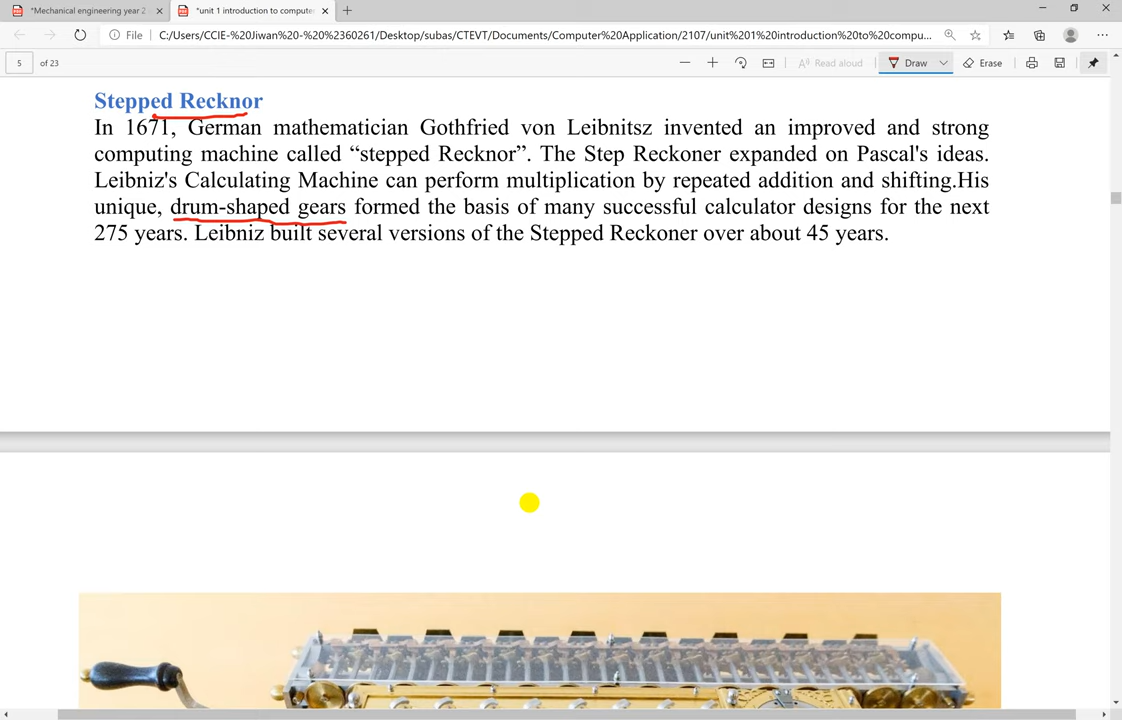 *Mechanical engineering year 2
*unit 1 introduction to compute
File
C:/Users/CCIE-%20Jiwan%20-%20%2360261/Desktop/subas/CTEVT/Documents/Computer%20Application/2107/unit%201%20introduction%20to%20compu...
5 of 23
Read aloud
Draw
Erase
Stepped Recknor
In 1671, German mathematician Gothfried von Leibnitsz invented an improved and strong
computing machine called “stepped Recknor”. The Step Reckoner expanded on Pascal's ideas.
Leibniz's Calculating Machine can perform multiplication by repeated addition and shifting.His
unique, drum-shaped gears formed the basis of many successful calculator designs for the next
275 years. Leibniz built several versions of the Stepped Reckoner over about 45 years.